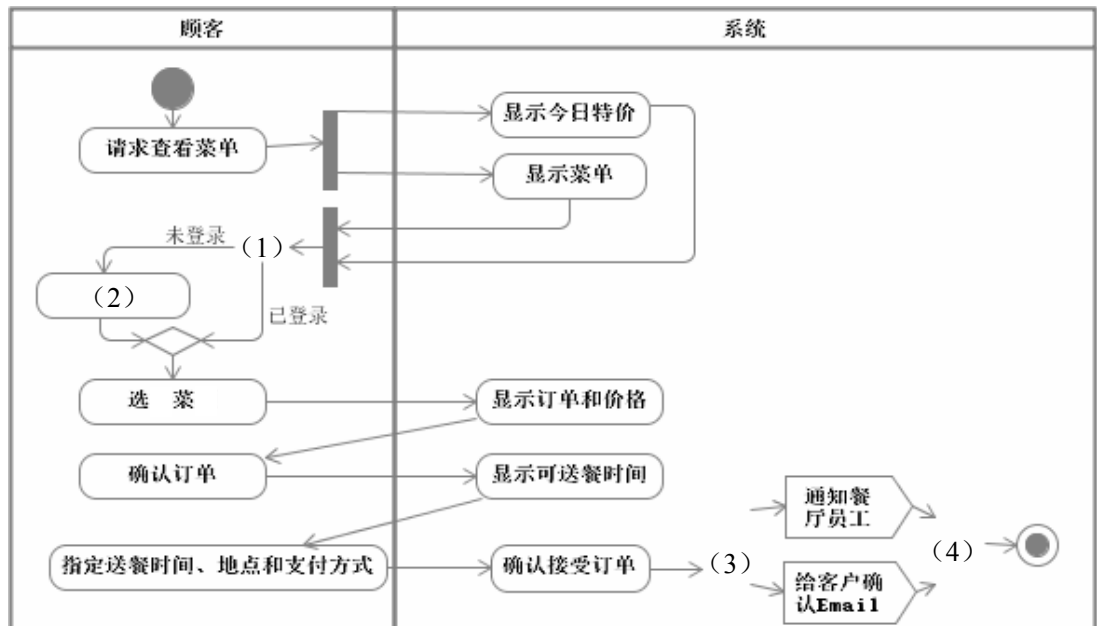 顾客
系统
显示今日特价
请求查看菜单
显示菜单
未登录
（1）
（2）
已登录
选 菜
显示订单和价格
确认订单
显示可送餐时间
通知餐
厅员工
指定送餐时间、地点和支付方式
确认接受订单
（3）
（4）
给客户确
认Email